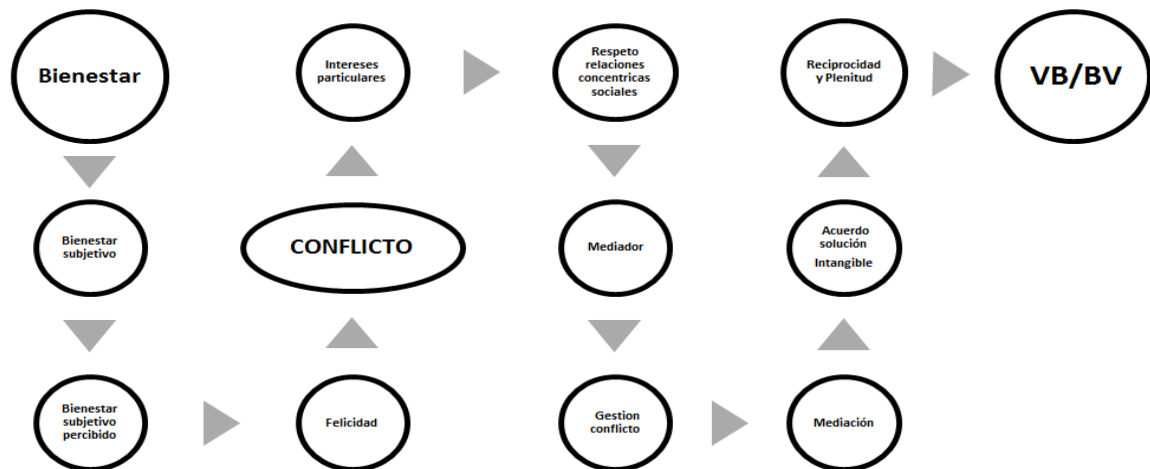 Bienestar
Bienestar
subjetivo
Bienestar
subjetivo
percibido
Felicidad
CONFLICTO
Intereses
particulares
Respeto
relaciones
concentricas
sociales
Mediador
Gestion
conflicto
Mediación
Acuerdo
solución
Intangible
Reciprocidad
y Plenitud
VB/BV